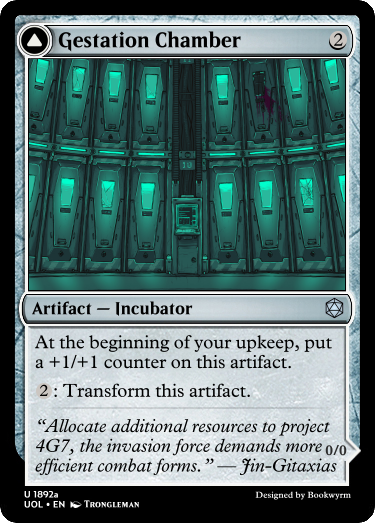 Gestation Chamber 2
10
Artifact — Incubator
At the beginning of your upkeep, put
a +1/+1 counter on this artifact.
2 : Transform this artifact.
“Allocate additional resources to project
4G7, the invasion force demands more
efficient combat forms.” — Jin-Gitaxias
0/0
U 1892a
UOL • EN Trongleman
Designed by Bookwyrm